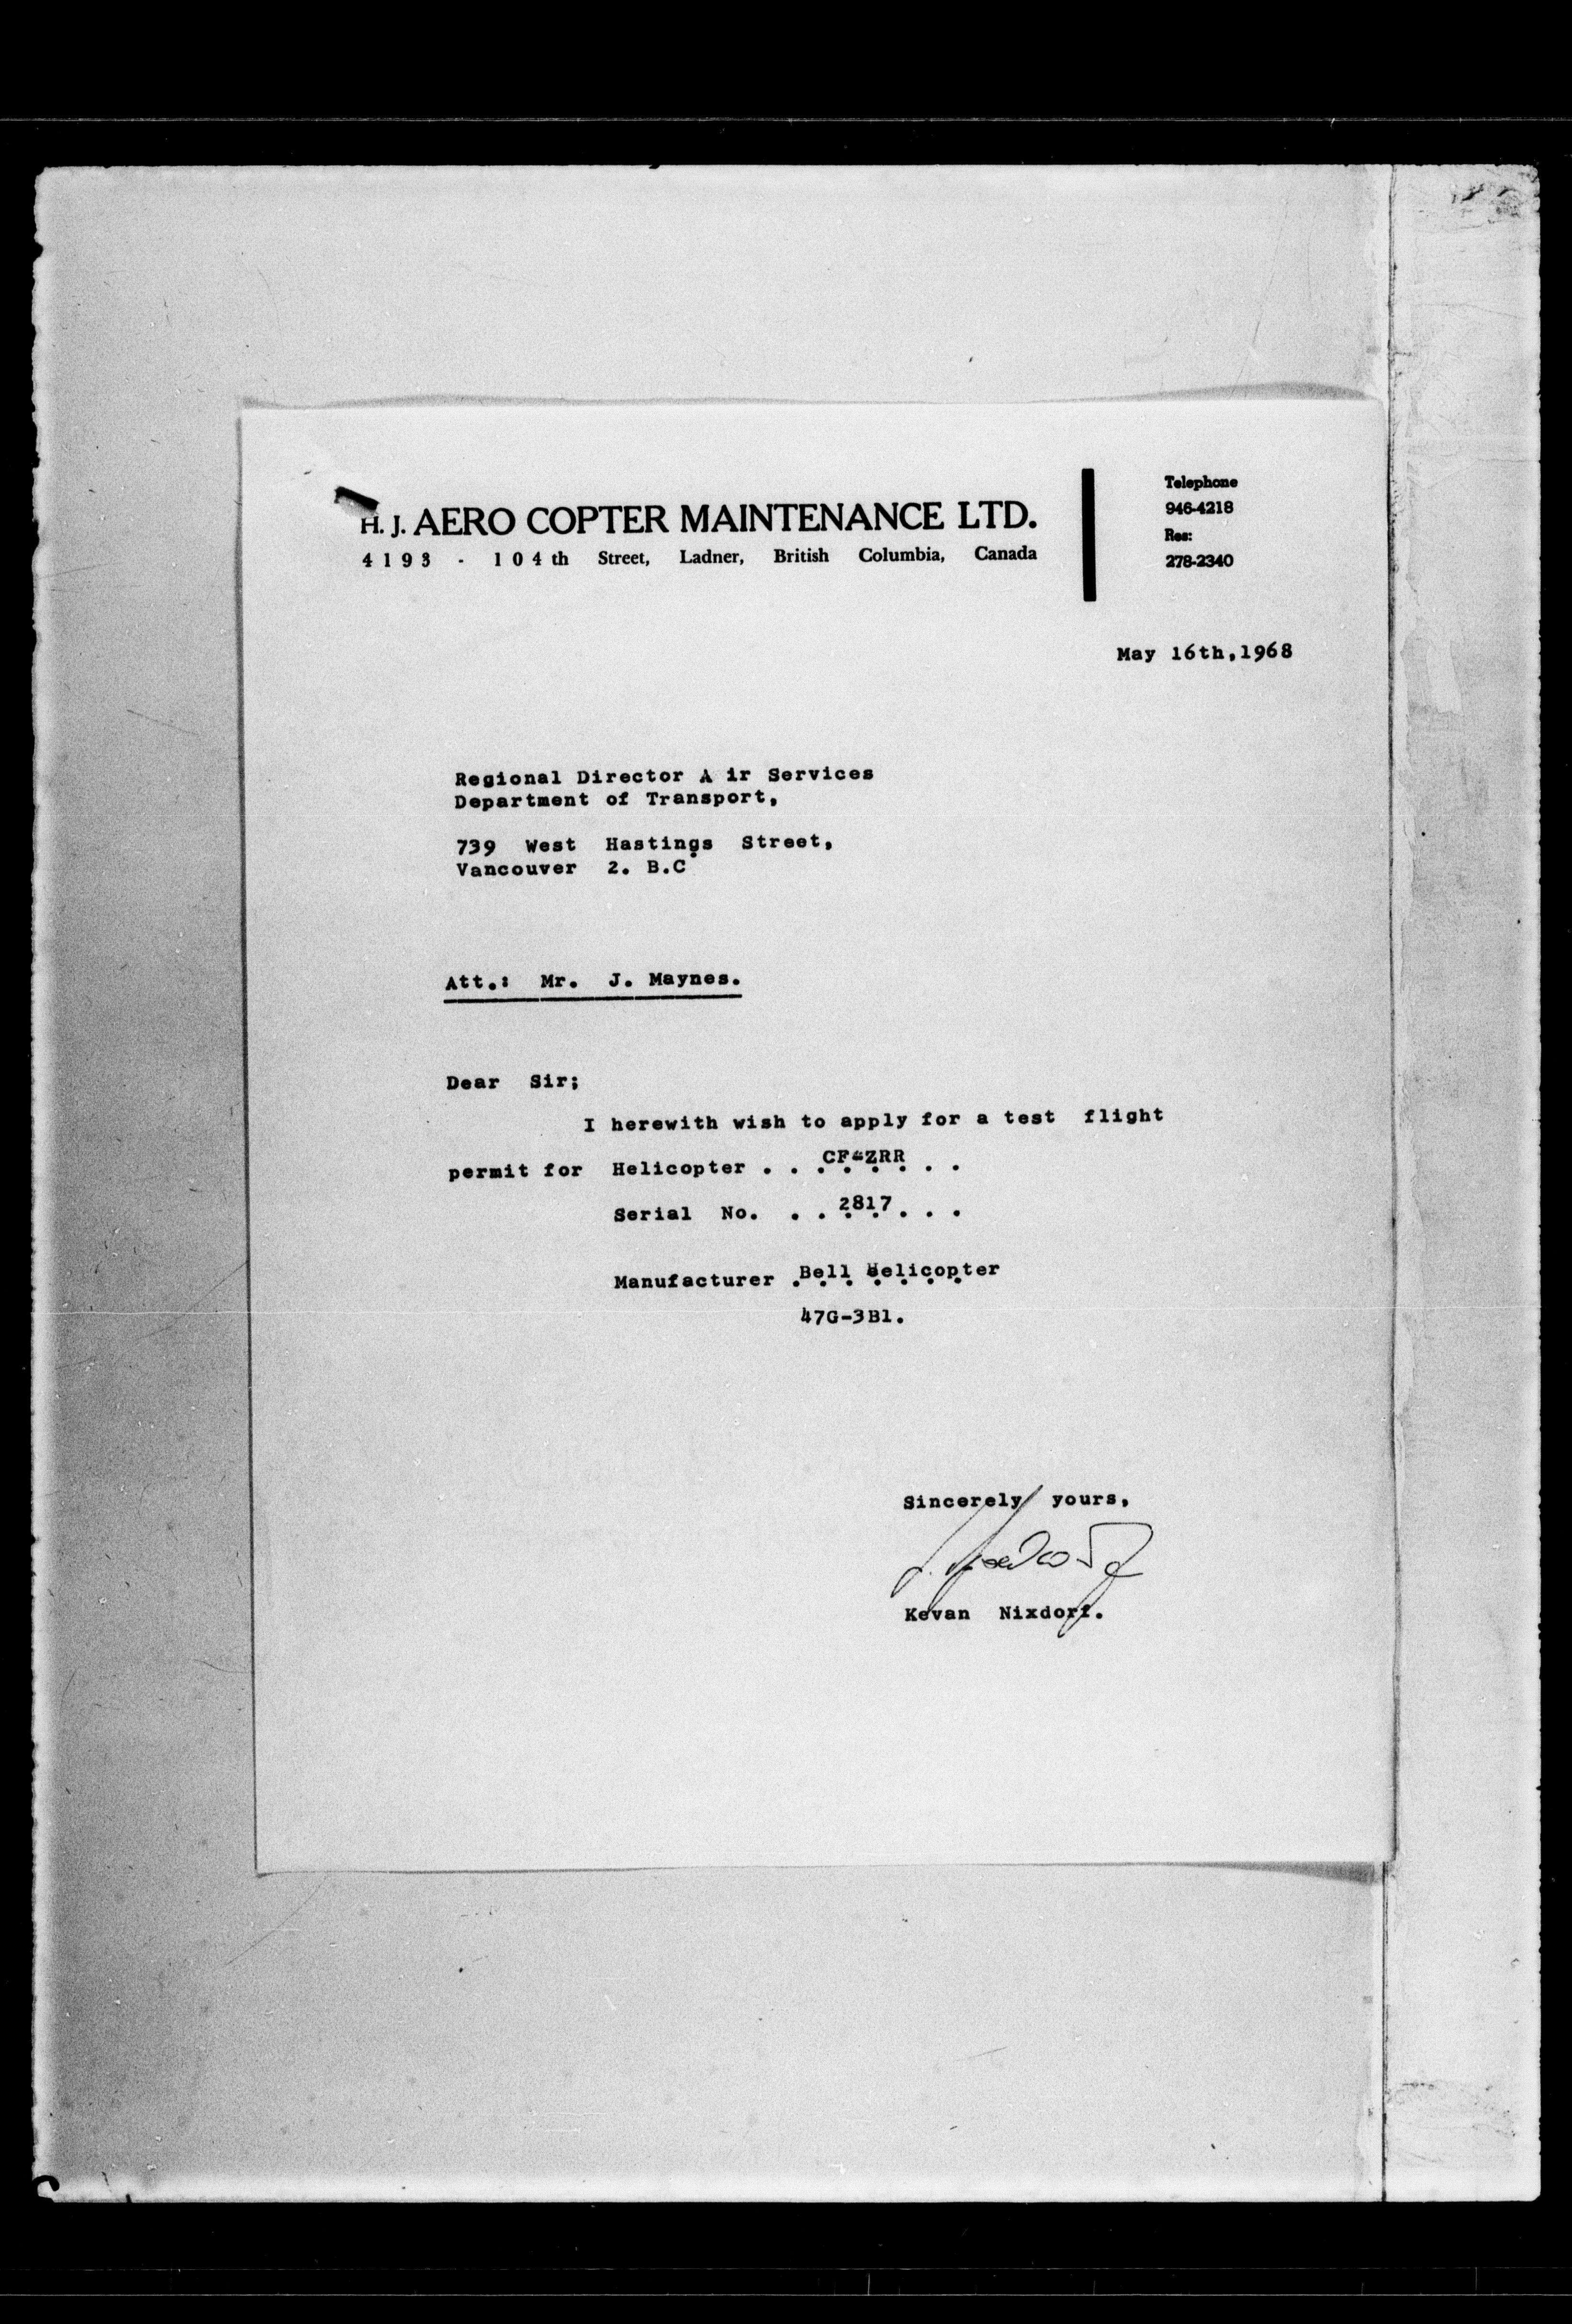 H. J. AERO COPTER MAINTENANCE LTD.
4193 - 104th Street, Ladner, British Columbia, Canada
Telephone
946-4218
Res:
278-2340
May 16th,1968
Regional Director A ir Services
Department of Transport,
739 West Hastings Street,
Vancouver 2. B.C.
Att.: Mr. J. Maynes.
Dear Sir;
I herewith wish to apply for a test flight
permit for Helicopter . . CF-ZRR . .
Serial No. . . 2817 . . .
Manufacturer . Bell Helicopter
47G-3B1.
Sincerely yours,
Kevan Nixdorf.